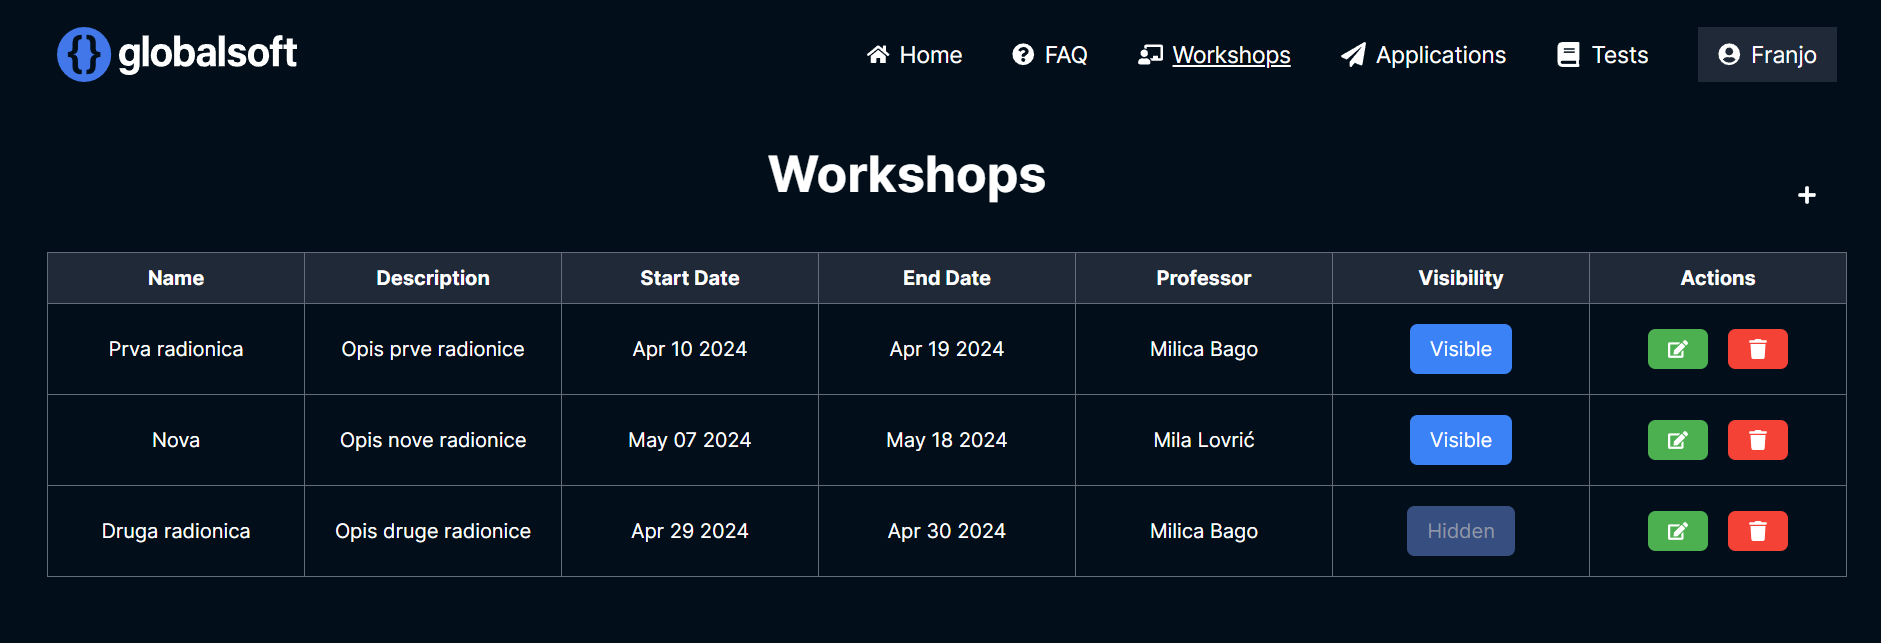 {} globalsoft Home FAQ Workshops Applications Tests Franjo
Workshops
+
Name Description Start Date End Date Professor Visibility Actions
Prva radionica Opis prve radionice Apr 10 2024 Apr 19 2024 Milica Bago Visible
Nova Opis nove radionice May 07 2024 May 18 2024 Mila Lovrić Visible
Druga radionica Opis druge radionice Apr 29 2024 Apr 30 2024 Milica Bago Hidden